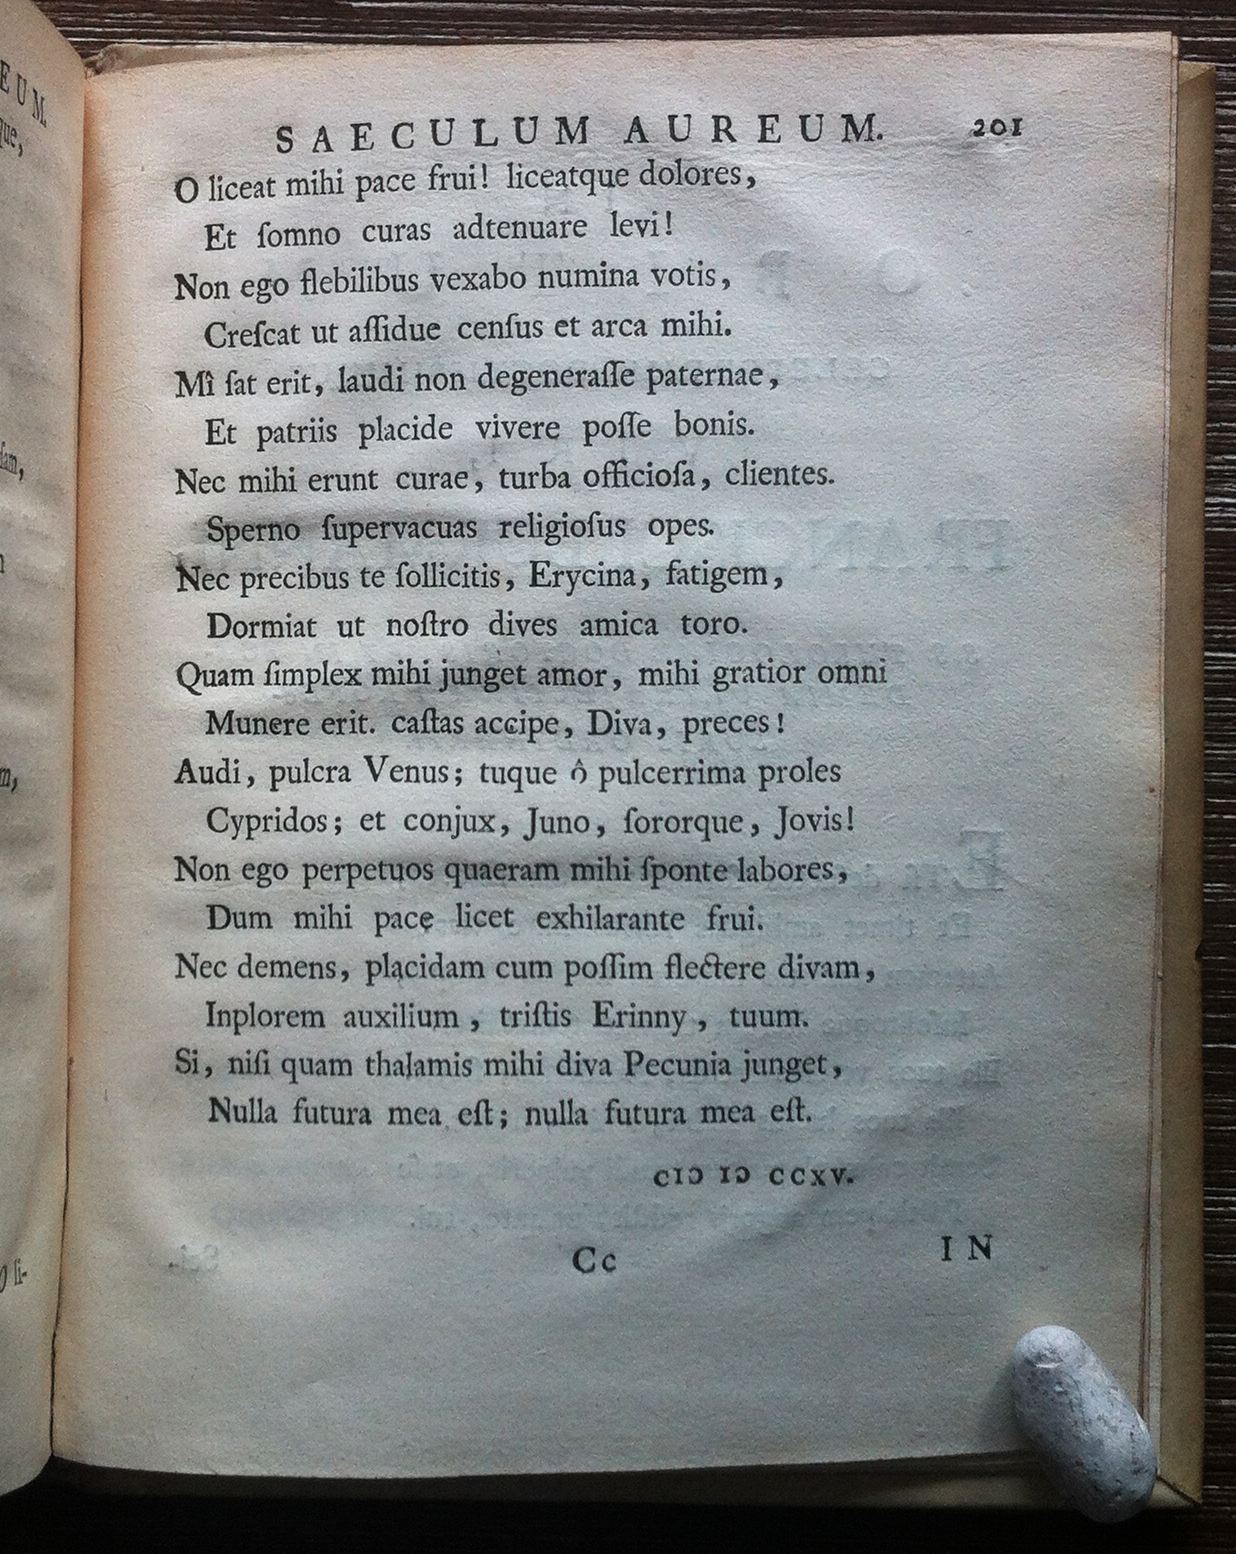 SAECULUM AUREUM. 201
O liceat mihi pace frui! liceatque dolores,
Et ſomno curas adtenuare levi!
Non ego flebilibus vexabo numina votis,
Creſcat ut aſſidue cenſus et arca mihi.
Mî ſat erit, laudi non degeneraſſe paternae,
Et patriis placide vivere poſſe bonis.
Nec mihi erunt curae, turba officioſa, clientes.
Sperno ſupervacuas religioſus opes.
Nec precibus te ſollicitis, Erycina, fatigem,
Dormiat ut noſtro dives amica toro.
Quam ſimplex mihi junget amor, mihi gratior omni
Munere erit. caſtas accipe, Diva, preces!
Audi, pulcra Venus; tuque ô pulcerrima proles
Cypridos; et conjux, Juno, ſororque, Jovis!
Non ego perpetuos quaeram mihi ſponte labores,
Dum mihi pace licet exhilarante frui.
Nec demens, placidam cum poſſim flectere divam,
Inplorem auxilium, triſtis Erinny, tuum.
Si, niſi quam thalamis mihi diva Pecunia junget,
Nulla futura mea eſt; nulla futura mea eſt.
CIↃ IↃ CCXV.
Cc IN